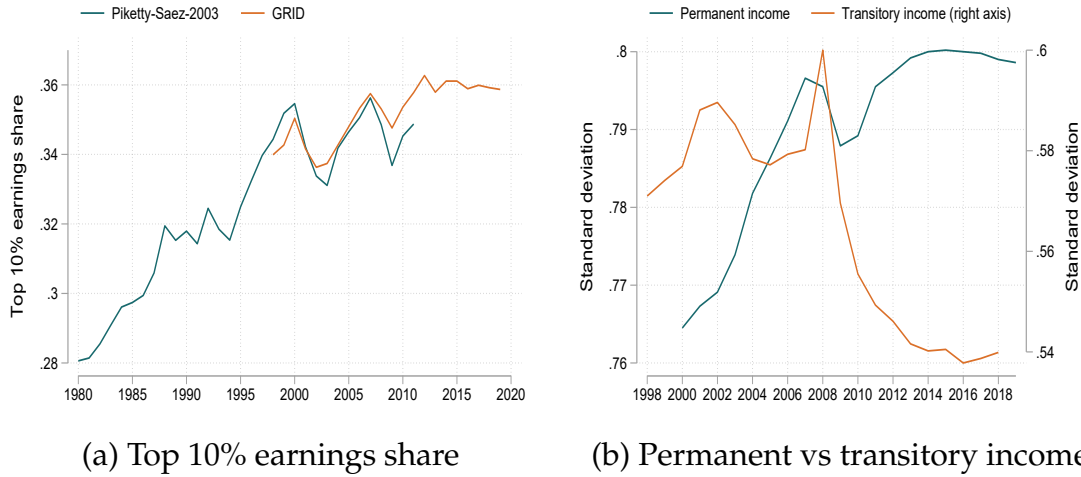 Piketty-Saez-2003 GRID
Top 10% earnings share
.36
.34
.32
.3
.28
1980 1985 1990 1995 2000 2005 2010 2015 2020
(a) Top 10% earnings share
Permanent income Transitory income (right axis)
Standard deviation
.8
.79
.78
.77
.76
.6
.58
.56
.54
Standard deviation
1998 2000 2002 2004 2006 2008 2010 2012 2014 2016 2018
(b) Permanent vs transitory income